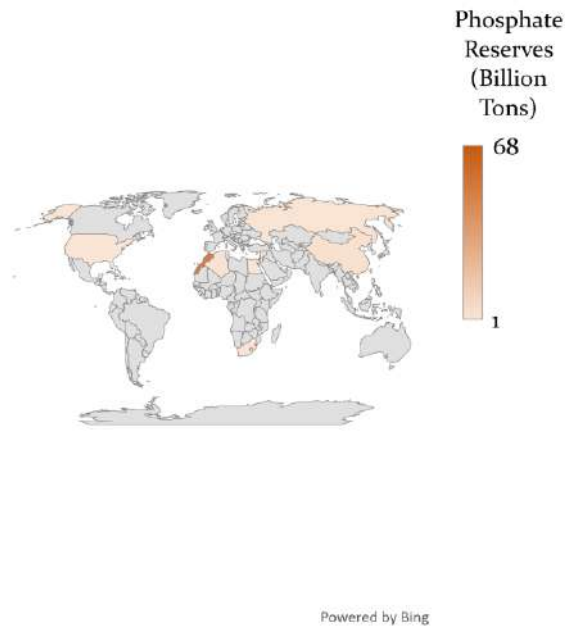 Phosphate
Reserves
(Billion
Tons)
68
1
Powered by Bing